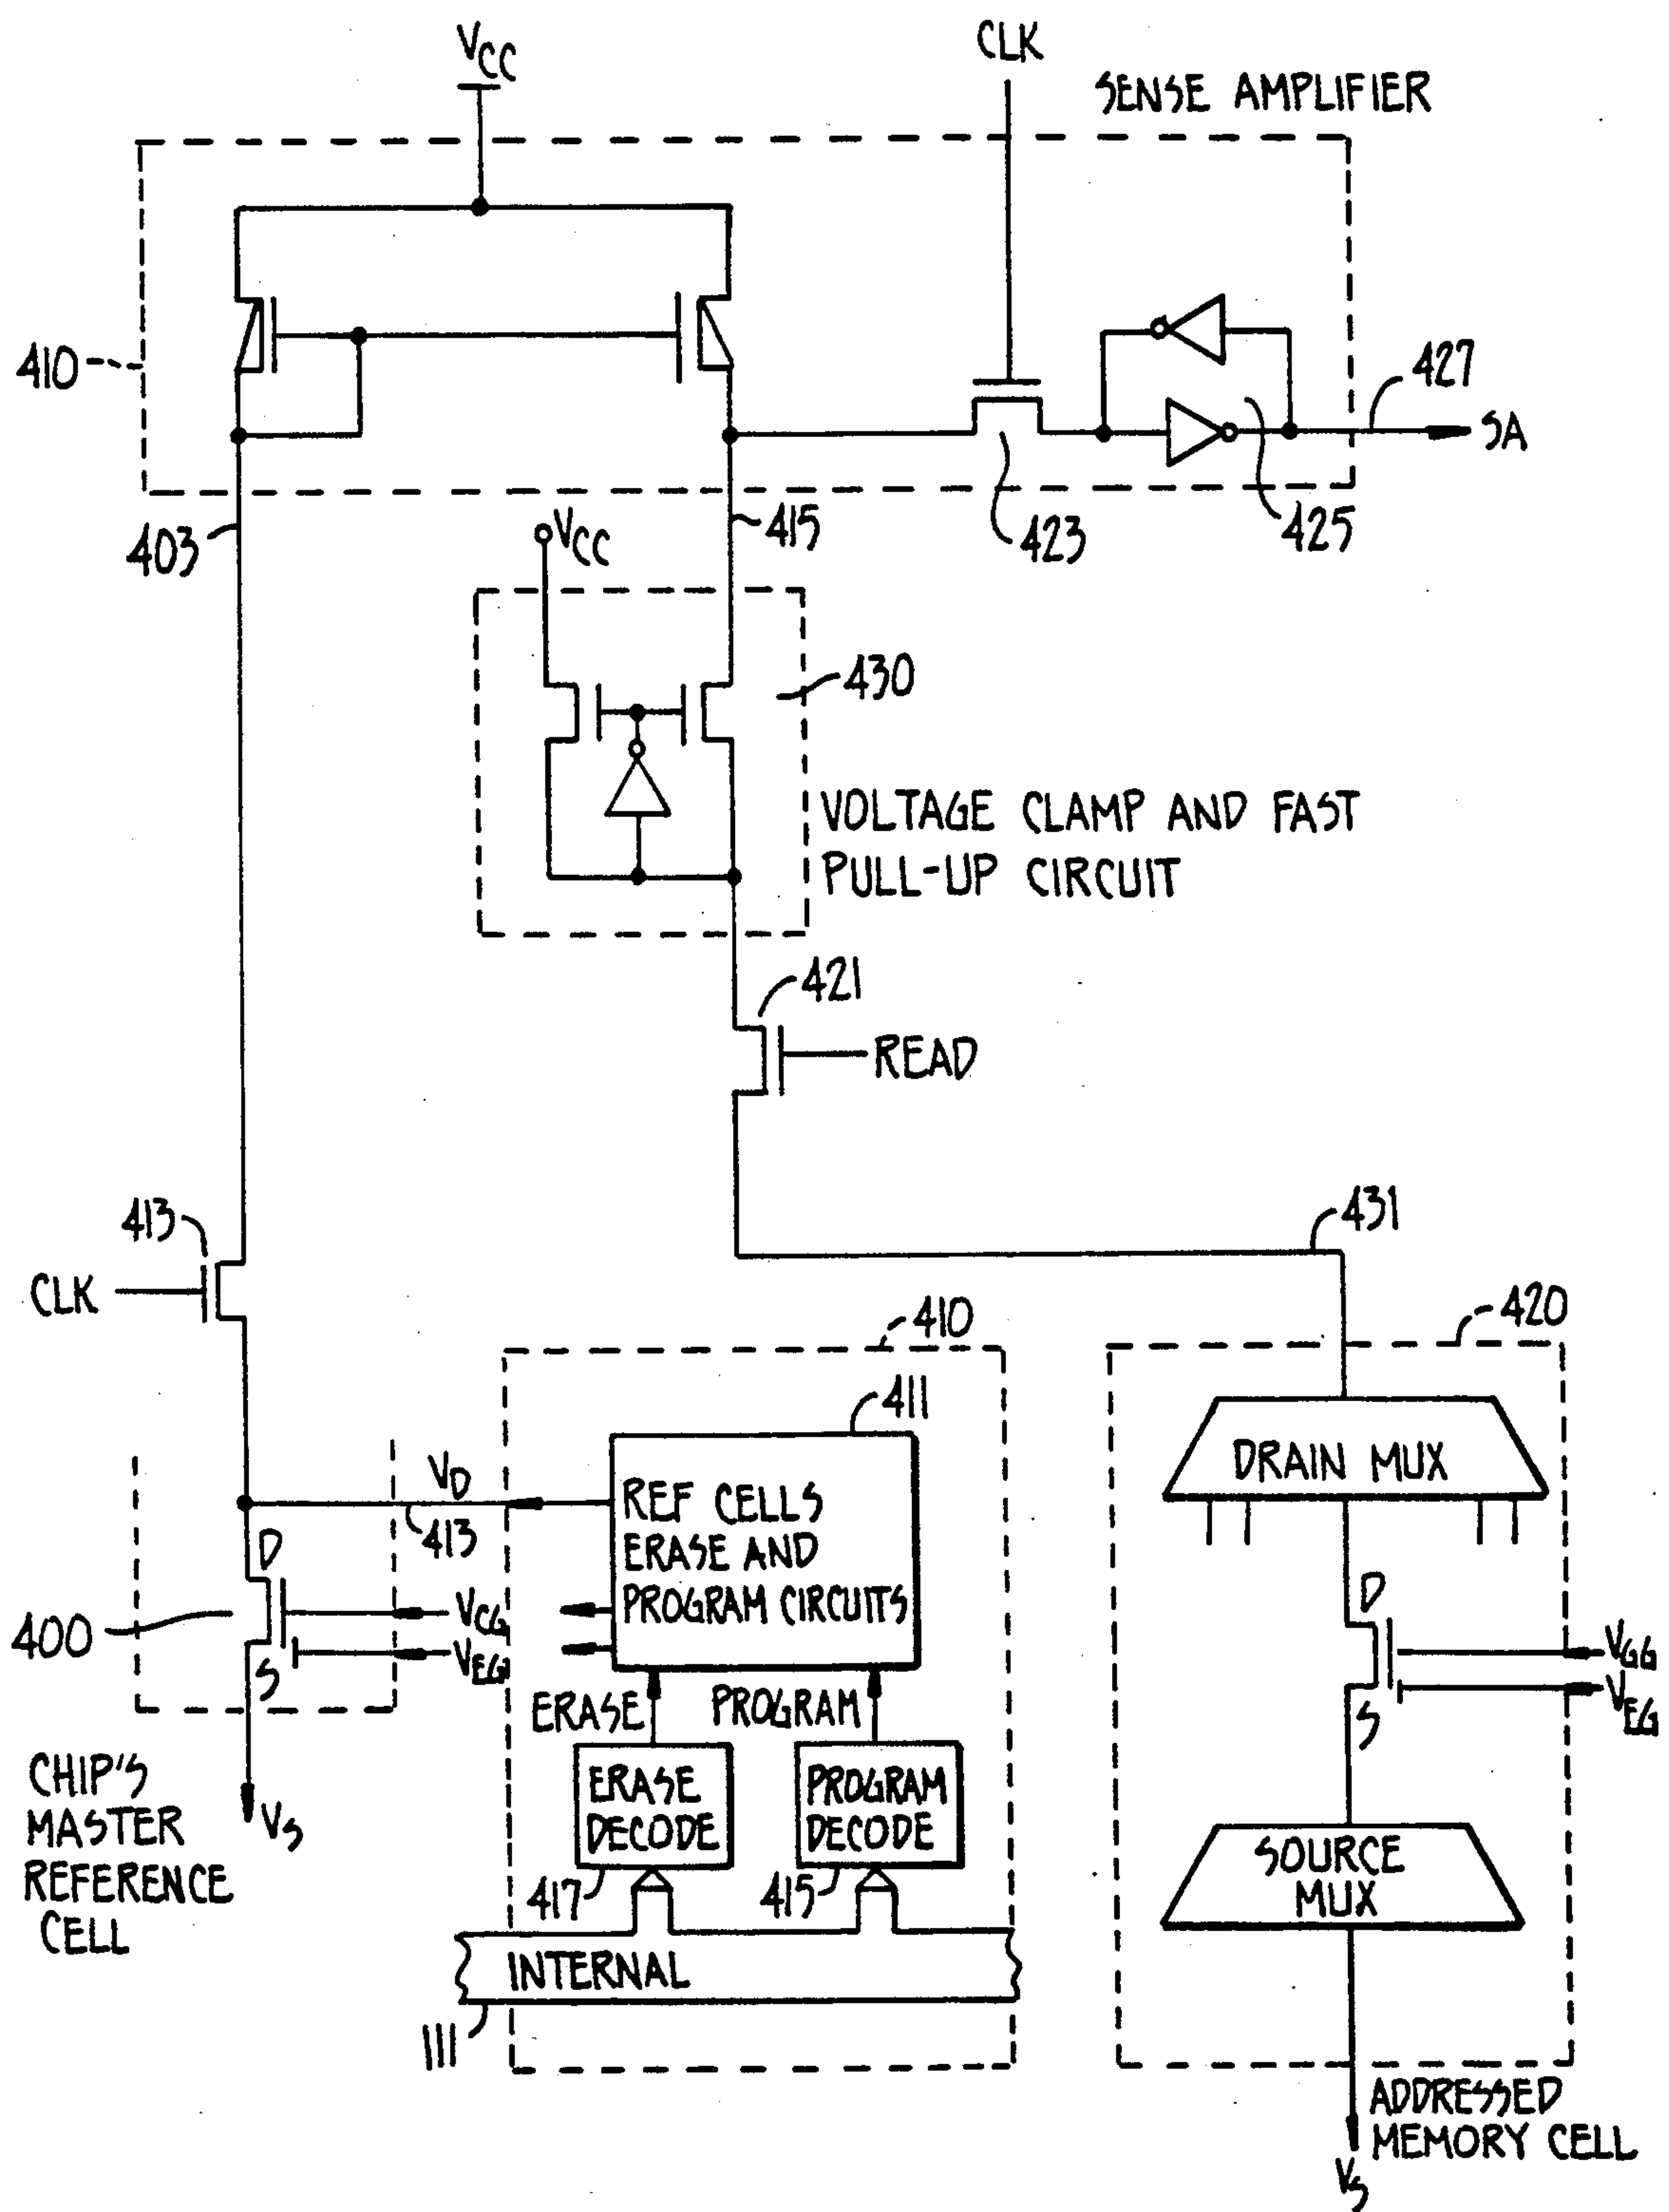 VCC
CLK
SENSE AMPLIFIER
410
427
SA
403
VCC
415
423
425
430
VOLTAGE CLAMP AND FAST
PULL-UP CIRCUIT
421
READ
413
431
CLK
410
420
411
DRAIN MUX
VD
413
REF CELLS
ERASE AND
PROGRAM CIRCUITS
D
S
400
VCG
VEG
D
S
VGG
VEG
ERASE
PROGRAM
CHIP'S
MASTER
REFERENCE
CELL
VS
ERASE
DECODE
PROGRAM
DECODE
417
415
SOURCE
MUX
INTERNAL
111
ADDRESSED
MEMORY CELL
VS